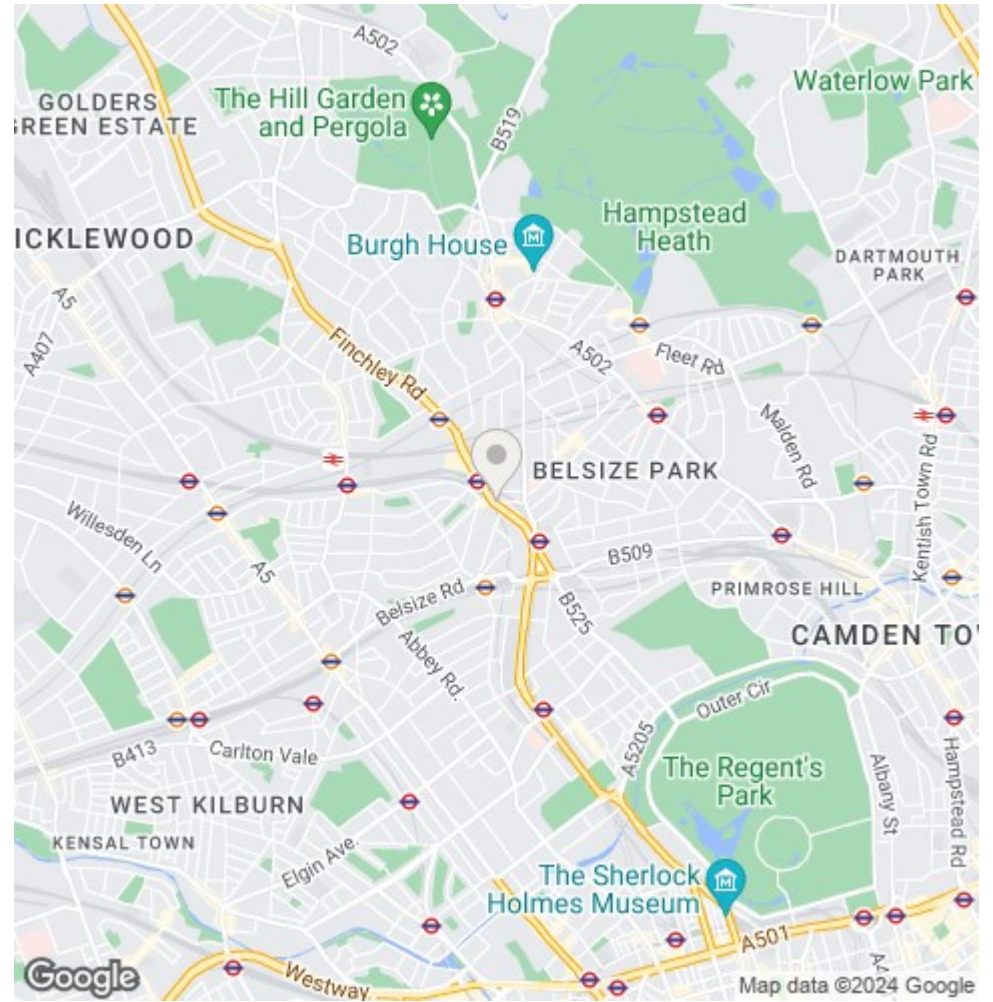 A502
Waterlow Park
GOLDERS
GREEN ESTATE
The Hill Garden
and Pergola
B519
Hampstead
Heath
ICKLEWOOD
Burgh House
DARTMOUTH
PARK
A5
A407
Finchley Rd
A502
Fleet Rd
Malden Rd
Kentish Town Rd
BELSIZE PARK
Willesden Ln
A5
B509
PRIMROSE HILL
Belsize Rd
B525
CAMDEN TO
Abbey Rd.
Outer Cir
B413
Carlton Vale
A5205
The Regent's
Park
Albany St
Hampstead Rd
WEST KILBURN
KENSAL TOWN
Elgin Ave.
The Sherlock
Holmes Museum
A501
A4
Westway
Google
Map data ©2024 Google